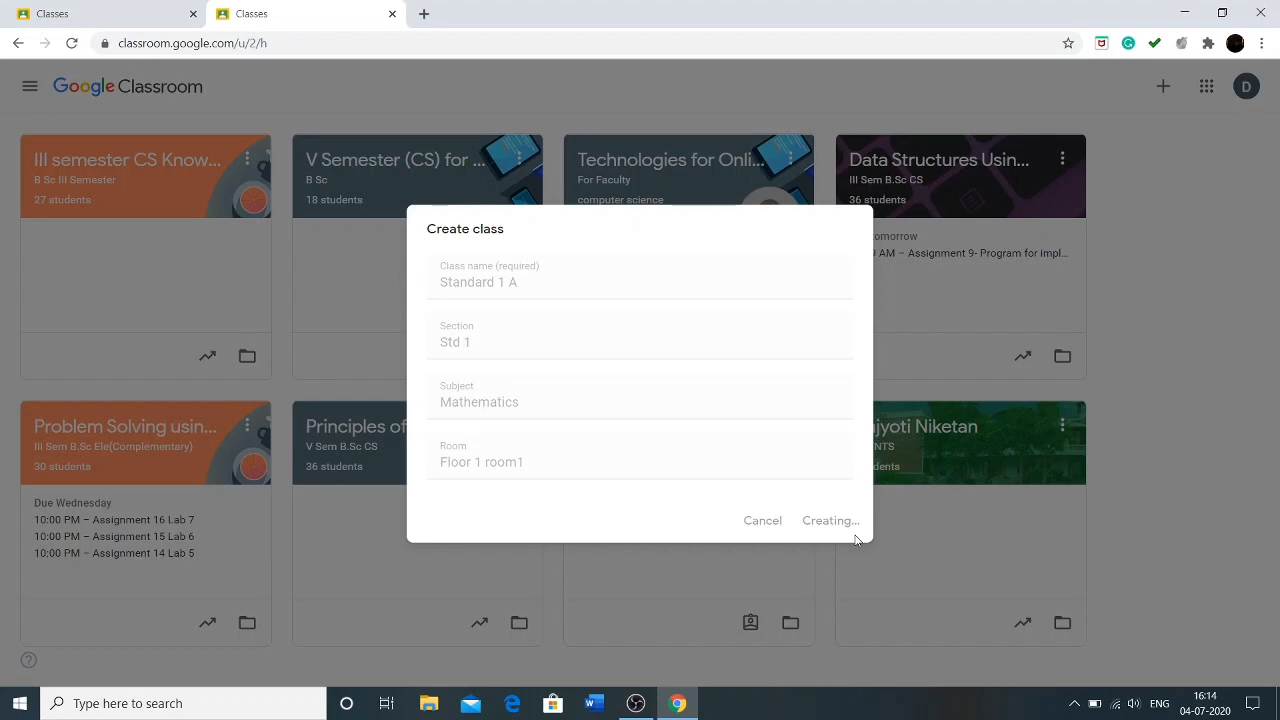 Classes
Classes
classroom.google.com/u/2/h
Google Classroom
D
III semester CS Know...
B Sc III Semester
27 students
V Semester (CS) for ...
B Sc
18 students
Technologies for Onli...
For Faculty
computer science
Data Structures Usin...
III Sem B.Sc CS
36 students
tomorrow
AM – Assignment 9- Program for impl...
Create class
Class name (required)
Standard 1 A
Section
Std 1
Subject
Mathematics
Room
Floor 1 room1
Cancel
Creating...
Problem Solving usin...
III Sem B.Sc Ele(Complementary)
30 students
Due Wednesday
10:00 PM – Assignment 16 Lab 7
10:00 PM – Assignment 15 Lab 6
10:00 PM – Assignment 14 Lab 5
Principles of
V Sem B.Sc CS
36 students
jyoti Niketan
NTS
dents
Type here to search
ENG
16:14
04-07-2020